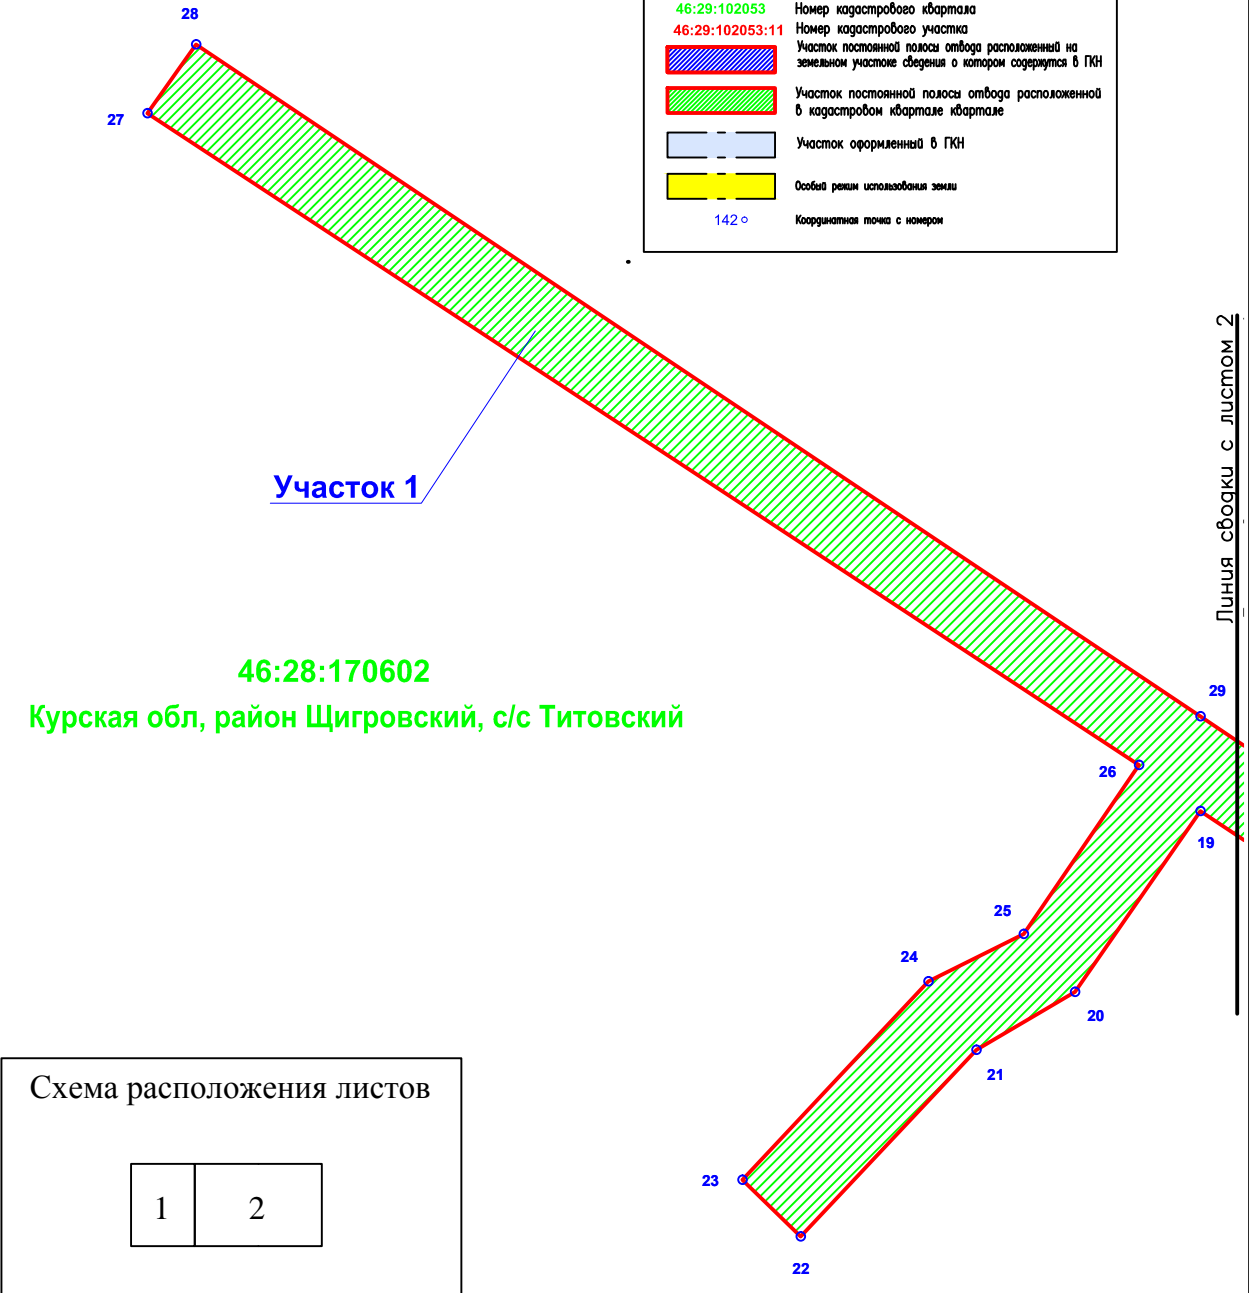 46:29:102053 Номер кадастрового квартала
46:29:102053:11 Номер кадастрового участка
Участок постоянной полосы отвода расположенный на
земельном участоке сведения о котором содержутся в ГКН
Участок постоянной полосы отвода расположенной
в кадастровом квартале квартале
Участок оформленный в ГКН
Особый режим использования земли
142 Координатная точка с номером
28
27
Участок 1
Линия сводки с листом 2
46:28:170602
Курская обл, район Щигровский, с/с Титовский
29
26
19
25
24
20
21
23
22
Схема расположения листов
1 2